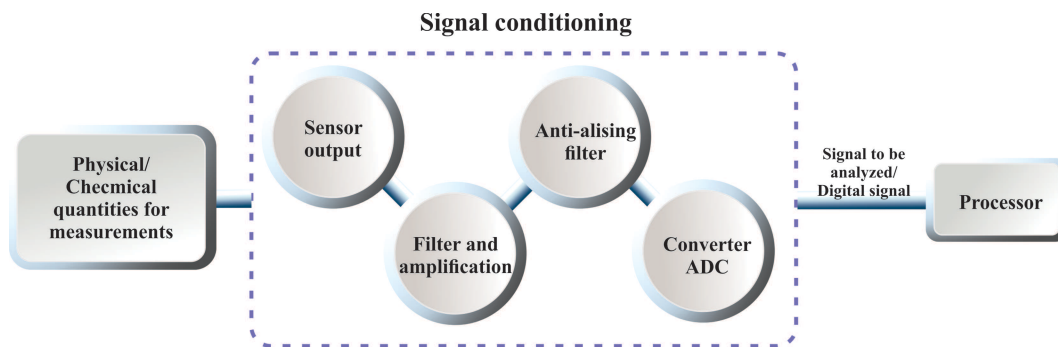 Signal conditioning
Physical/
Checmical
quantities for
measurements
Sensor
output
Filter and
amplification
Anti-alising
filter
Converter
ADC
Signal to be
analyzed/
Digital signal
Processor